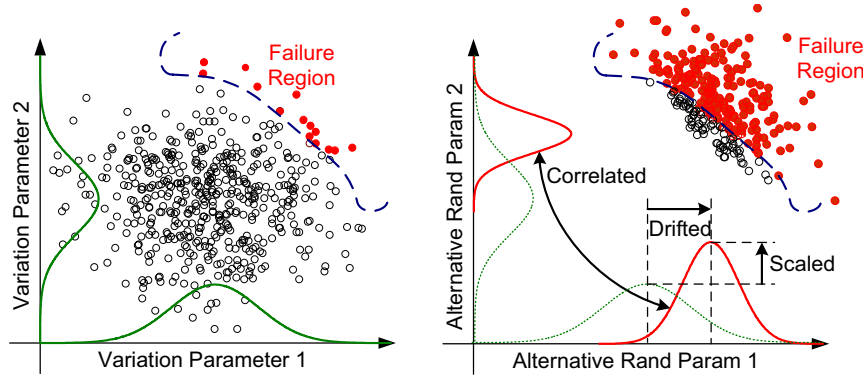 Failure
Region
Variation Parameter 2
Variation Parameter 1
Failure
Region
Alternative Rand Param 2
Correlated
Drifted
Scaled
Alternative Rand Param 1